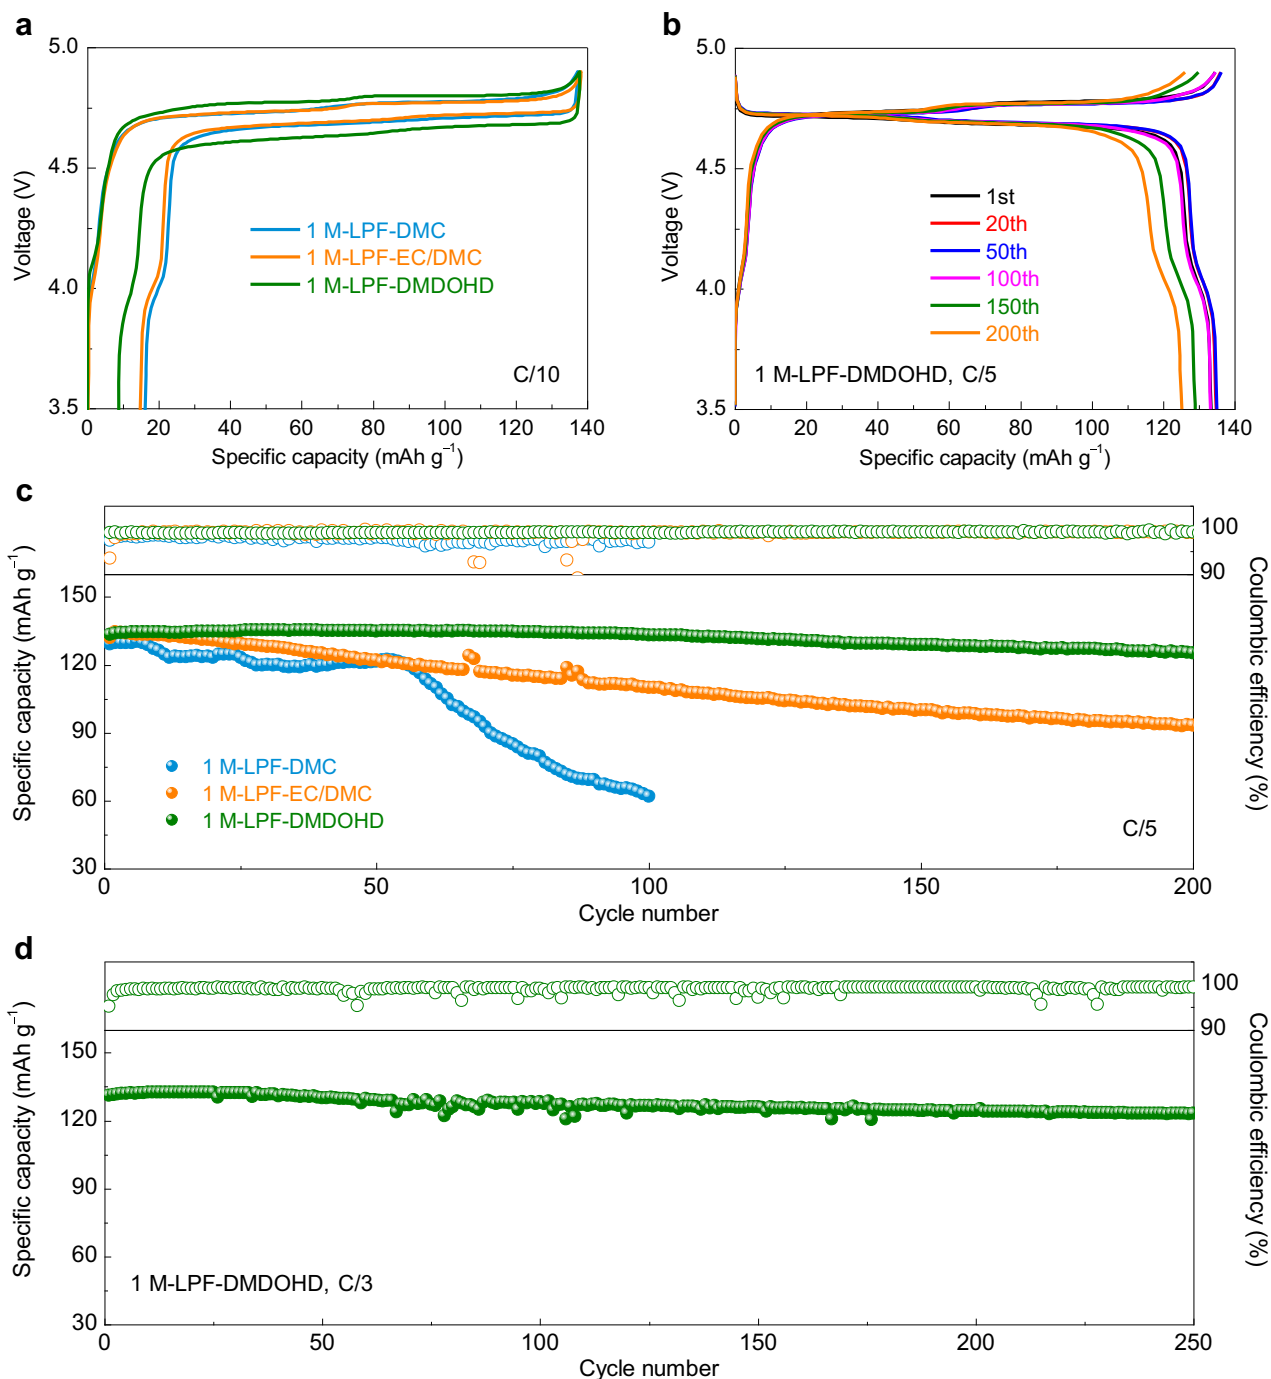 a
5.0
4.5
4.0
3.5
Voltage (V)
1 M-LPF-DMC
1 M-LPF-EC/DMC
1 M-LPF-DMDOHD
C/10
0 20 40 60 80 100 120 140
Specific capacity (mAh g⁻¹)
b
5.0
4.5
4.0
3.5
Voltage (V)
1st
20th
50th
100th
150th
200th
1 M-LPF-DMDOHD, C/5
0 20 40 60 80 100 120 140
Specific capacity (mAh g⁻¹)
c
100
90
150
120
90
60
30
Specific capacity (mAh g⁻¹)
Coulombic efficiency (%)
1 M-LPF-DMC
1 M-LPF-EC/DMC
1 M-LPF-DMDOHD
C/5
0 50 100 150 200
Cycle number
d
100
90
150
120
90
60
30
Specific capacity (mAh g⁻¹)
Coulombic efficiency (%)
1 M-LPF-DMDOHD, C/3
0 50 100 150 200 250
Cycle number